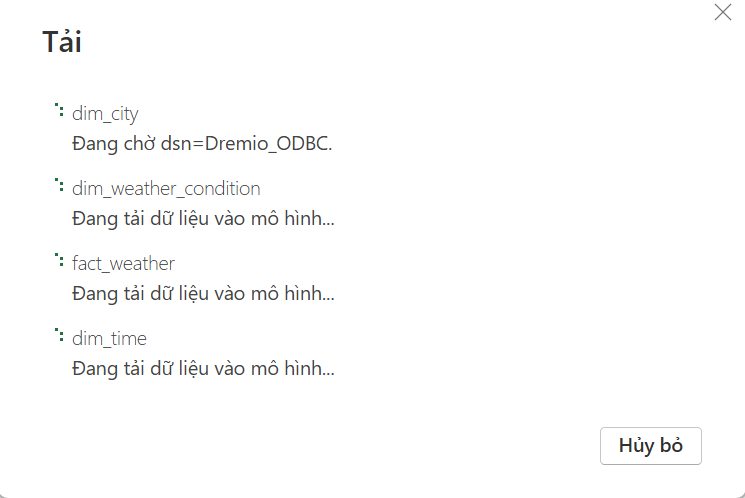 Tải
dim_city
Đang chờ dsn=Dremio_ODBC.
dim_weather_condition
Đang tải dữ liệu vào mô hình...
fact_weather
Đang tải dữ liệu vào mô hình...
dim_time
Đang tải dữ liệu vào mô hình...
Hủy bỏ